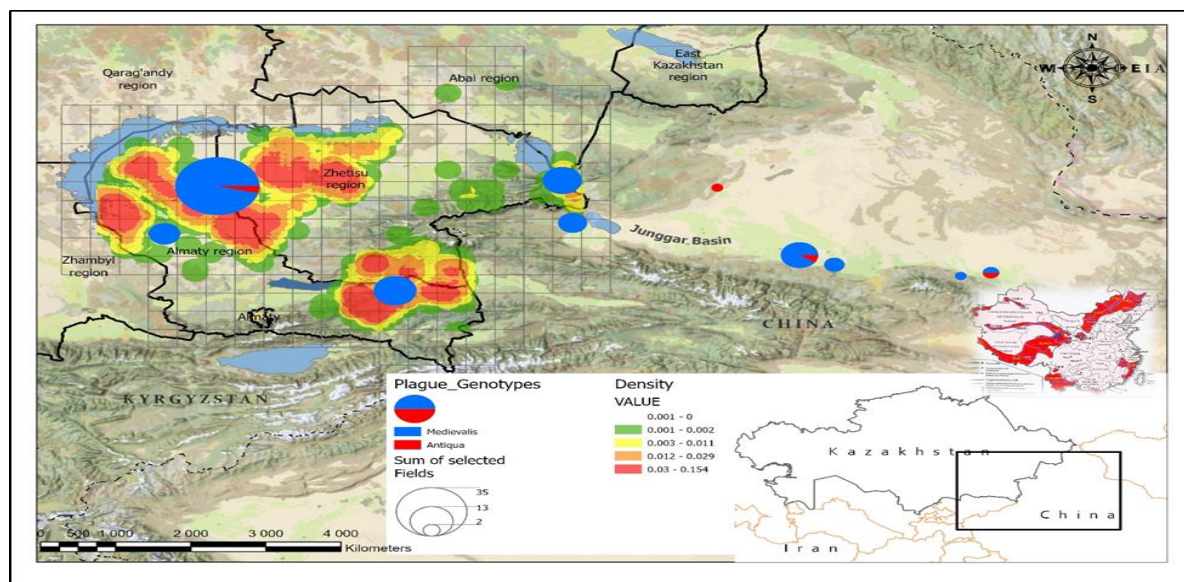 Qarag'andy
region
Abai region
East
Kazakhstan
region
N
W E
S
IA
Zhetisu
region
Almaty region
Zhambyl
region
Almaty
Junggar Basin
CHINA
KYRGYZSTAN
Plague_Genotypes
Medievalis
Antiqua
Sum of selected
Fields
35
13
2
Density
VALUE
0.001 - 0
0.001 - 0.002
0.003 - 0.011
0.012 - 0.029
0.03 - 0.154
Kazakhstan
China
Iran
0 500 1 000 2 000 3 000 4 000
Kilometers